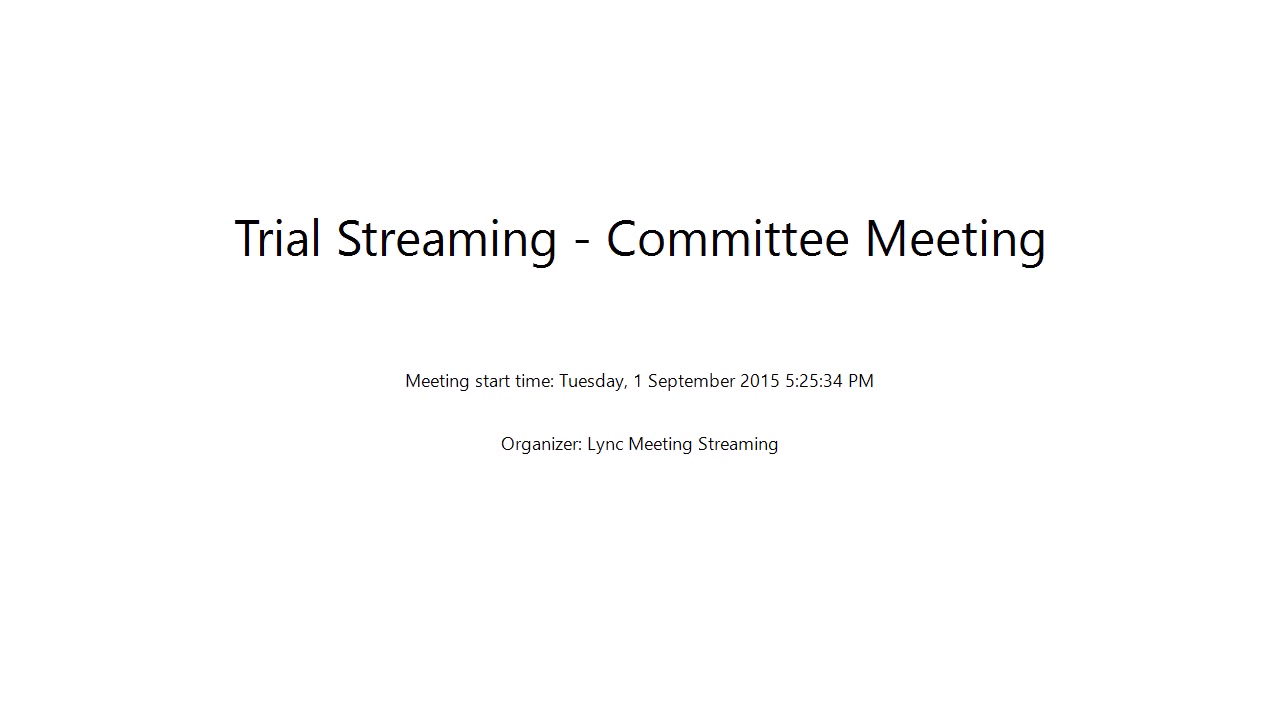 Trial Streaming - Committee Meeting
Meeting start time: Tuesday, 1 September 2015 5:25:34 PM
Organizer: Lync Meeting Streaming